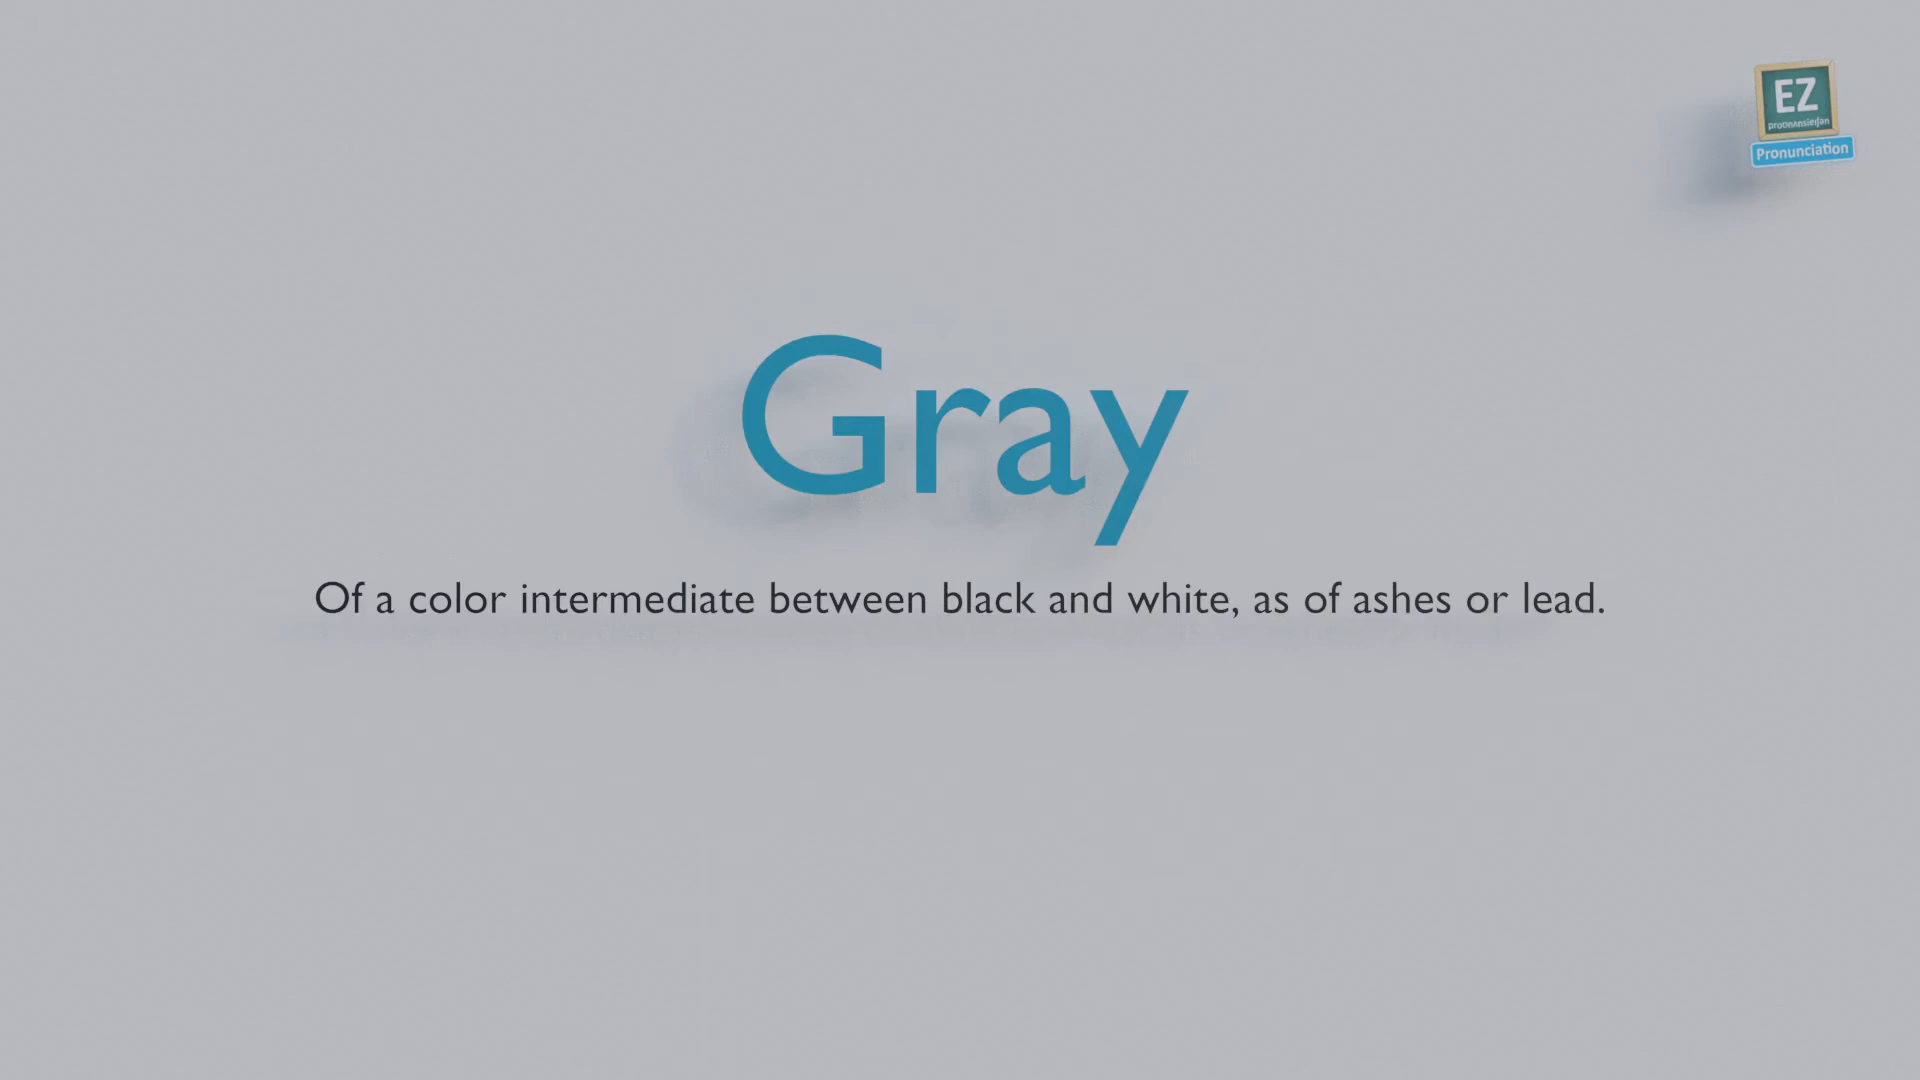 EZ
Pronunciation
Gray
Of a color intermediate between black and white, as of ashes or lead.